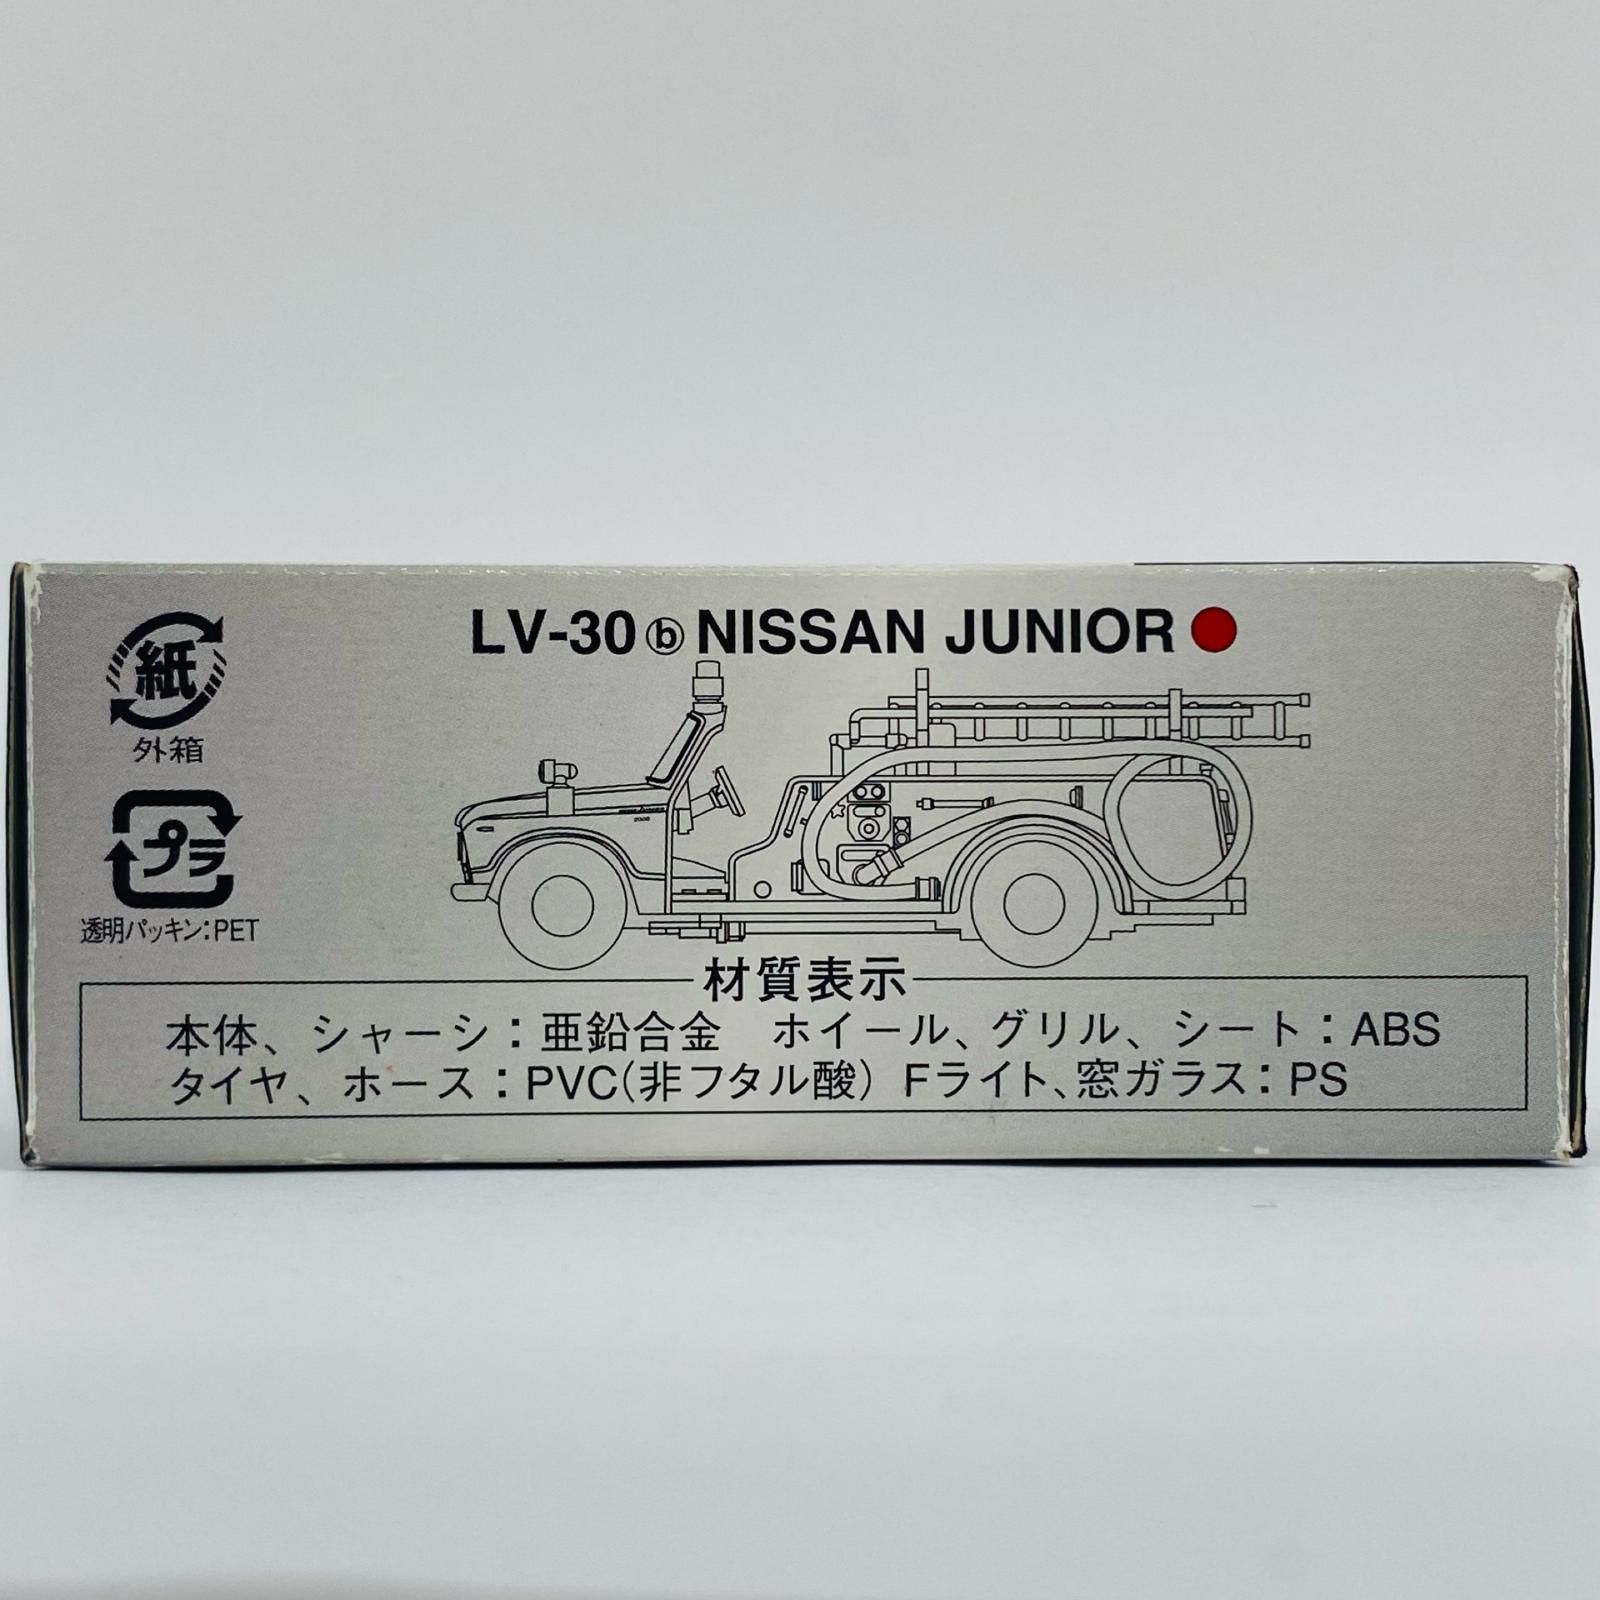 LV-30 ⓑ NISSAN JUNIOR
紙
外箱
プラ
透明パッキン：PET
2000
材質表示
本体、シャーシ：亜鉛合金　ホイール、グリル、シート：ABS
タイヤ、ホース：PVC(非フタル酸)　Fライト、窓ガラス：PS